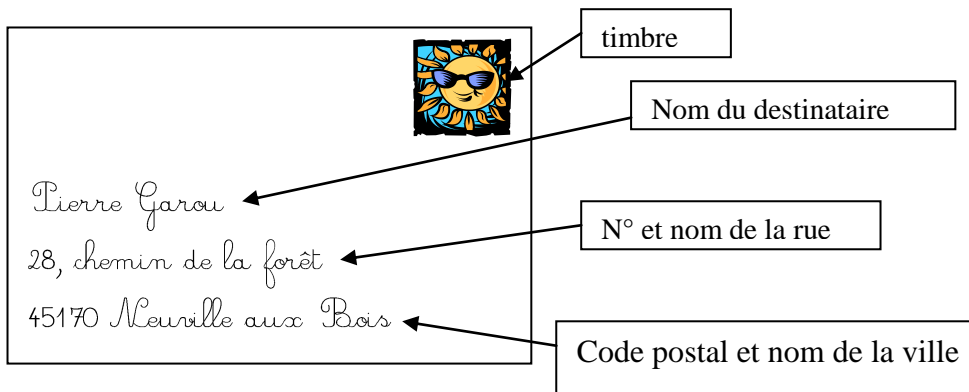 timbre
Nom du destinataire
Pierre Garou
N° et nom de la rue
28, chemin de la forêt
45170 Neuville aux Bois
Code postal et nom de la ville